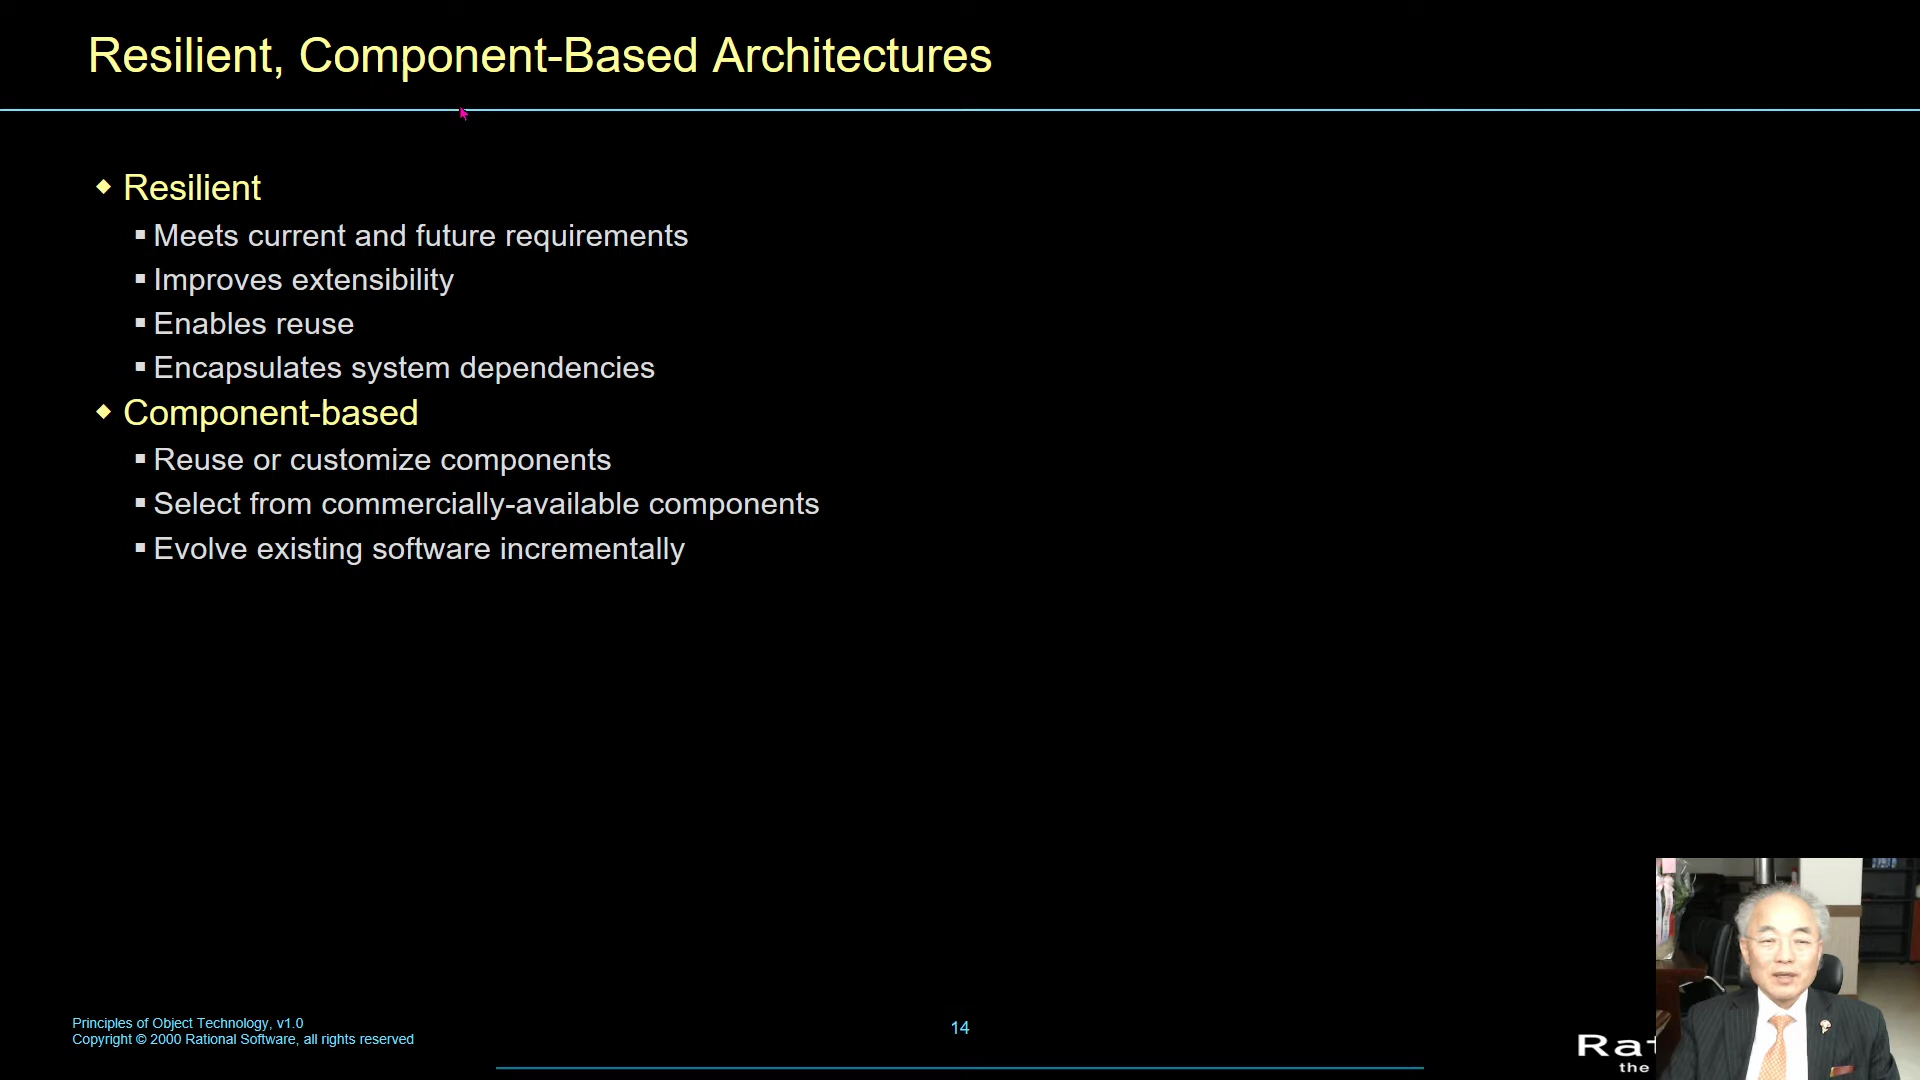 Resilient, Component-Based Architectures
Resilient
Meets current and future requirements
Improves extensibility
Enables reuse
Encapsulates system dependencies
Component-based
Reuse or customize components
Select from commercially-available components
Evolve existing software incrementally
Principles of Object Technology, v1.0
Copyright © 2000 Rational Software, all rights reserved
14
the